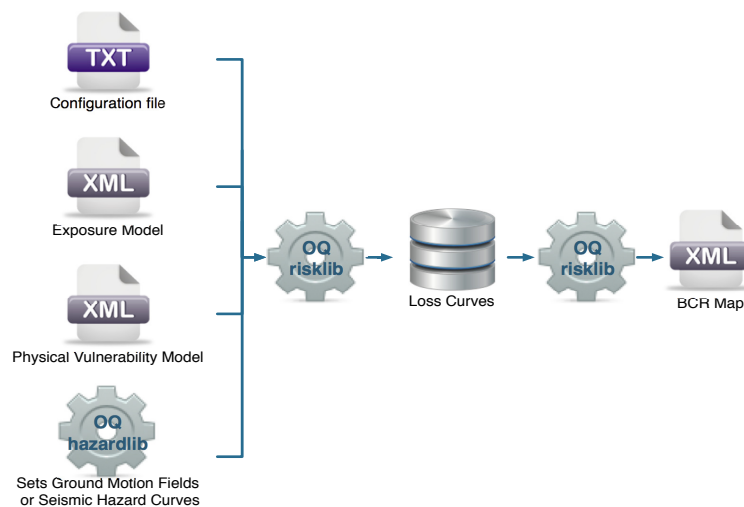 TXT
Configuration file
XML
Exposure Model
XML
Physical Vulnerability Model
OQ
hazardlib
Sets Ground Motion Fields
or Seismic Hazard Curves
OQ
risklib
Loss Curves
OQ
risklib
XML
BCR Map